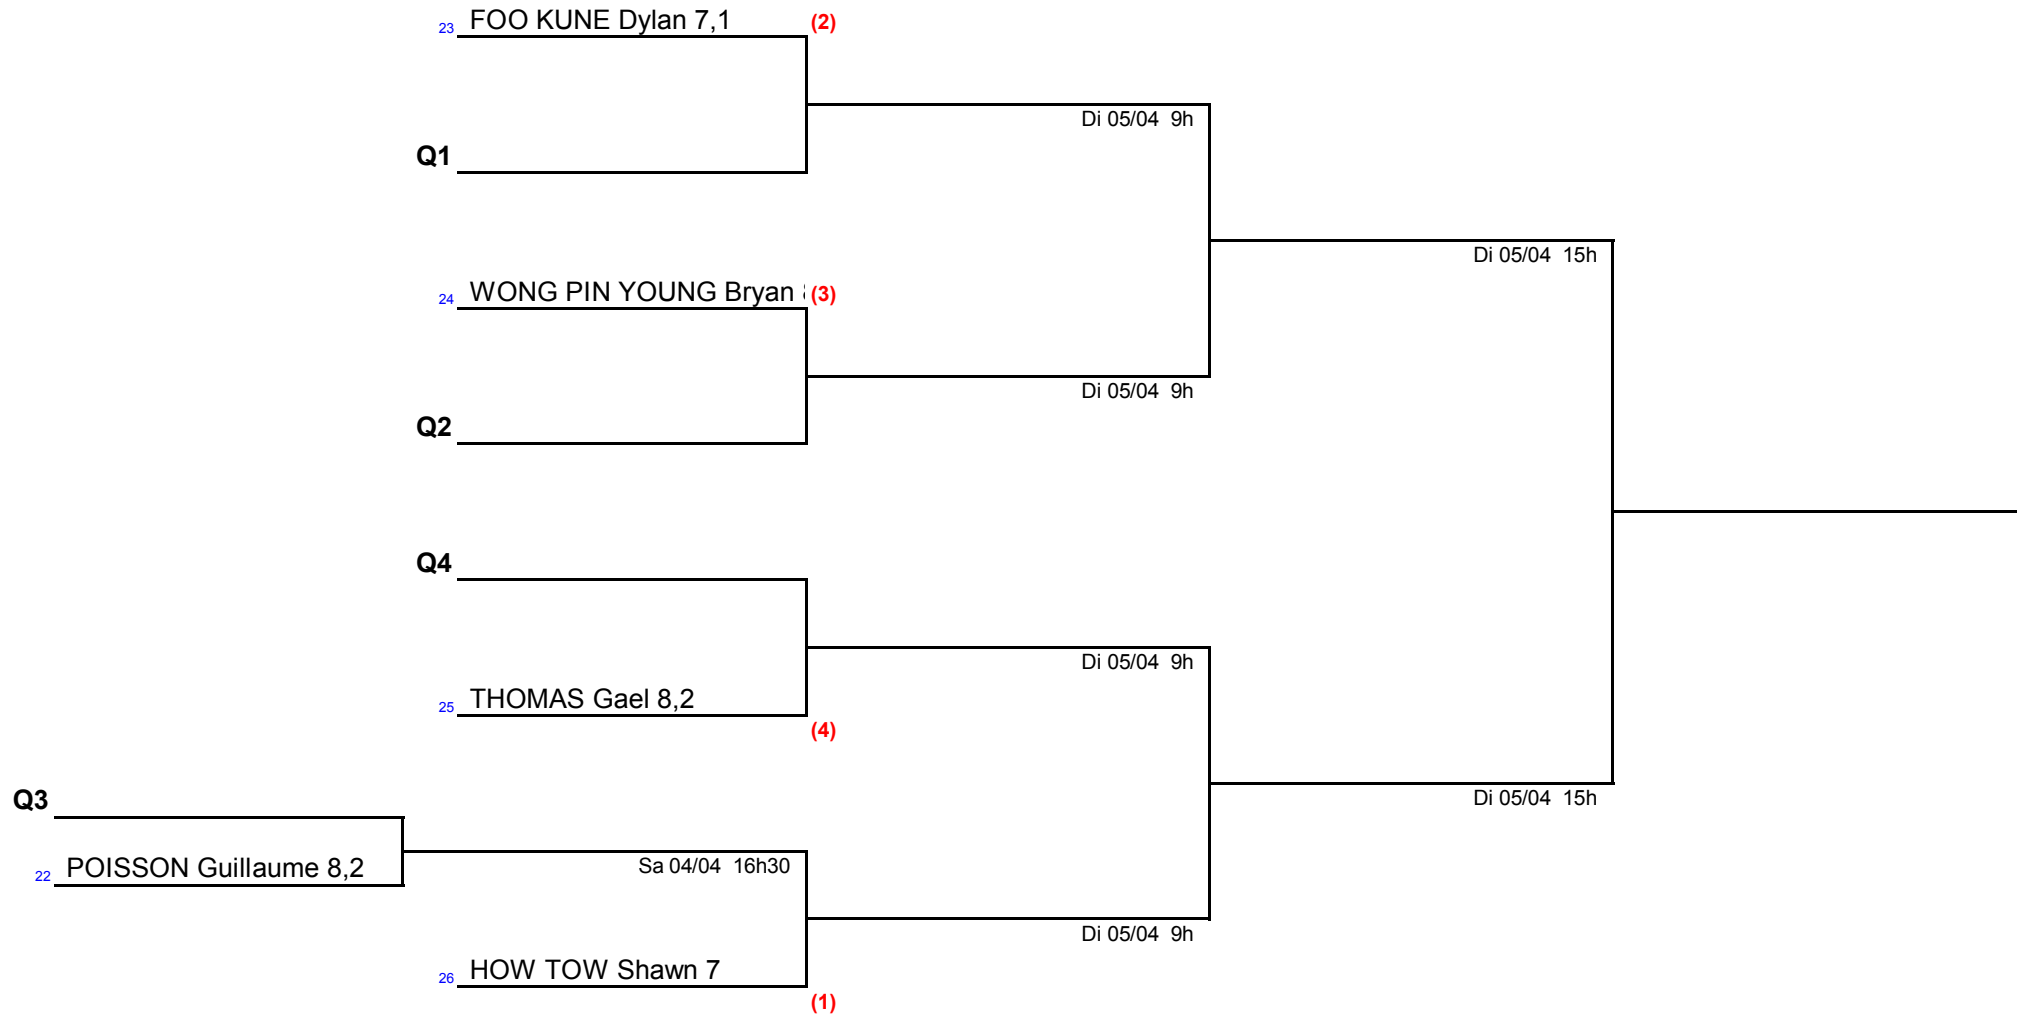 23 FOO KUNE Dylan 7,1 (2)
Di 05/04 9h
Q1
Di 05/04 15h
24 WONG PIN YOUNG Bryan (3)
Di 05/04 9h
Q2
Q4
Di 05/04 9h
25 THOMAS Gael 8,2
(4)
Q3
Di 05/04 15h
22 POISSON Guillaume 8,2
Sa 04/04 16h30
Di 05/04 9h
26 HOW TOW Shawn 7
(1)